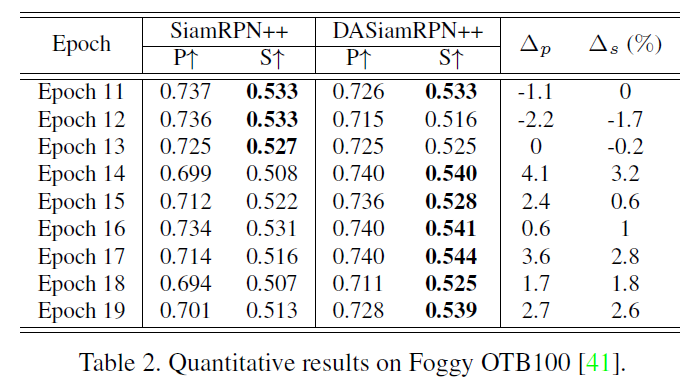 Epoch SiamRPN++ DASiamRPN++ Δp Δs (%)
P↑ S↑ P↑ S↑
Epoch 11 0.737 0.533 0.726 0.533 -1.1 0
Epoch 12 0.736 0.533 0.715 0.516 -2.2 -1.7
Epoch 13 0.725 0.527 0.725 0.525 0 -0.2
Epoch 14 0.699 0.508 0.740 0.540 4.1 3.2
Epoch 15 0.712 0.522 0.736 0.528 2.4 0.6
Epoch 16 0.734 0.531 0.740 0.541 0.6 1
Epoch 17 0.714 0.516 0.740 0.544 3.6 2.8
Epoch 18 0.694 0.507 0.711 0.525 1.7 1.8
Epoch 19 0.701 0.513 0.728 0.539 2.7 2.6
Table 2. Quantitative results on Foggy OTB100 [41].